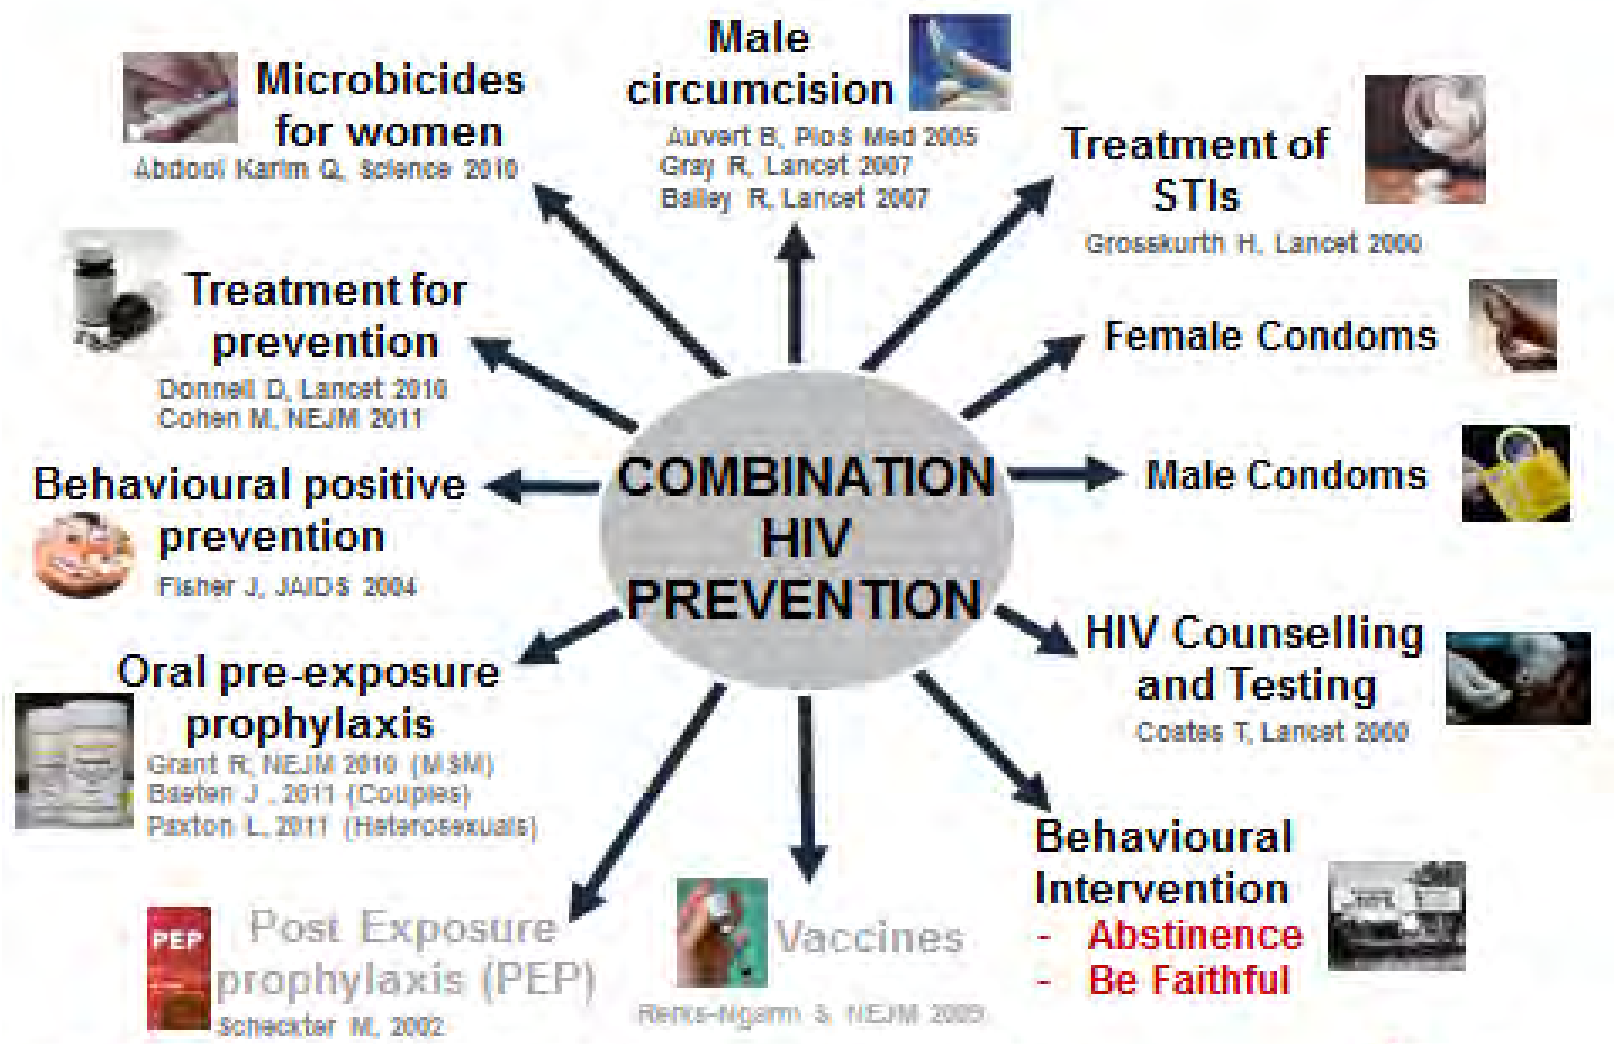 Male
circumcision
Auvert B, PloS Med 2005
Gray R, Lancet 2007
Bailey R, Lancet 2007
Microbicides
for women
Abdool Karim Q, Science 2010
Treatment of
STIs
Grosskurth H, Lancet 2000
Treatment for
prevention
Donnell D, Lancet 2010
Cohen M, NEJM 2011
Female Condoms
Behavioural positive
prevention
Fisher J, JAIDS 2004
COMBINATION
HIV
PREVENTION
Male Condoms
HIV Counselling
and Testing
Coates T, Lancet 2000
Oral pre-exposure
prophylaxis
Grant R, NEJM 2010 (MSM)
Baeten J , 2011 (Couples)
Paxton L, 2011 (Heterosexuals)
Behavioural
Intervention
- Abstinence
- Be Faithful
PEP
Post Exposure
prophylaxis (PEP)
Scheckter M, 2002
Vaccines
Rerks-Ngarm S, NEJM 2009